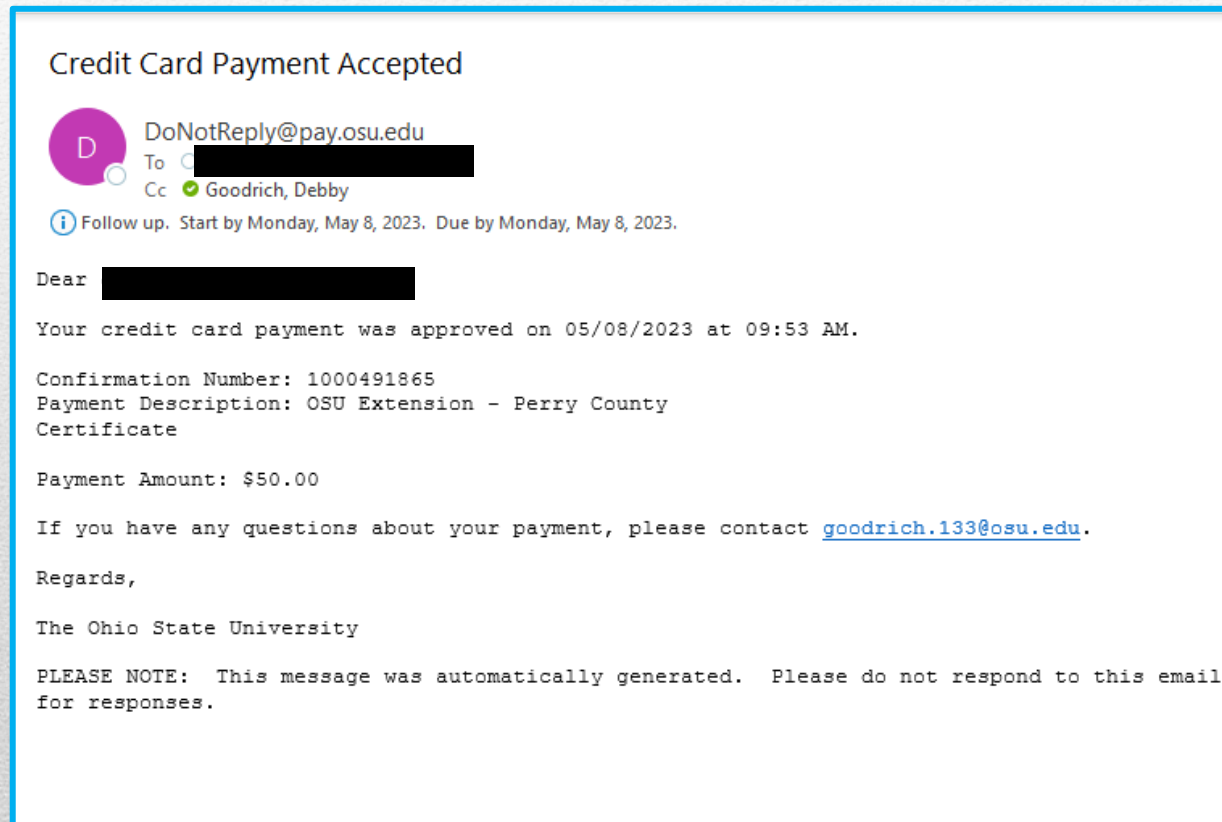 Credit Card Payment Accepted
D
DoNotReply@pay.osu.edu
To
Cc Goodrich, Debby
Follow up. Start by Monday, May 8, 2023. Due by Monday, May 8, 2023.
Dear
Your credit card payment was approved on 05/08/2023 at 09:53 AM.
Confirmation Number: 1000491865
Payment Description: OSU Extension - Perry County
Certificate
Payment Amount: $50.00
If you have any questions about your payment, please contact goodrich.133@osu.edu.
Regards,
The Ohio State University
PLEASE NOTE: This message was automatically generated. Please do not respond to this email
for responses.